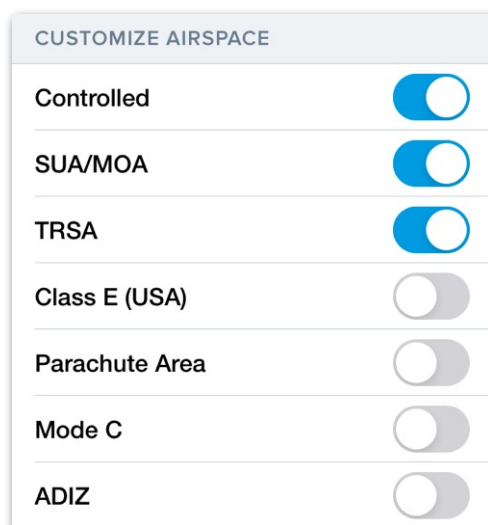 CUSTOMIZE AIRSPACE
Controlled
SUA/MOA
TRSA
Class E (USA)
Parachute Area
Mode C
ADIZ